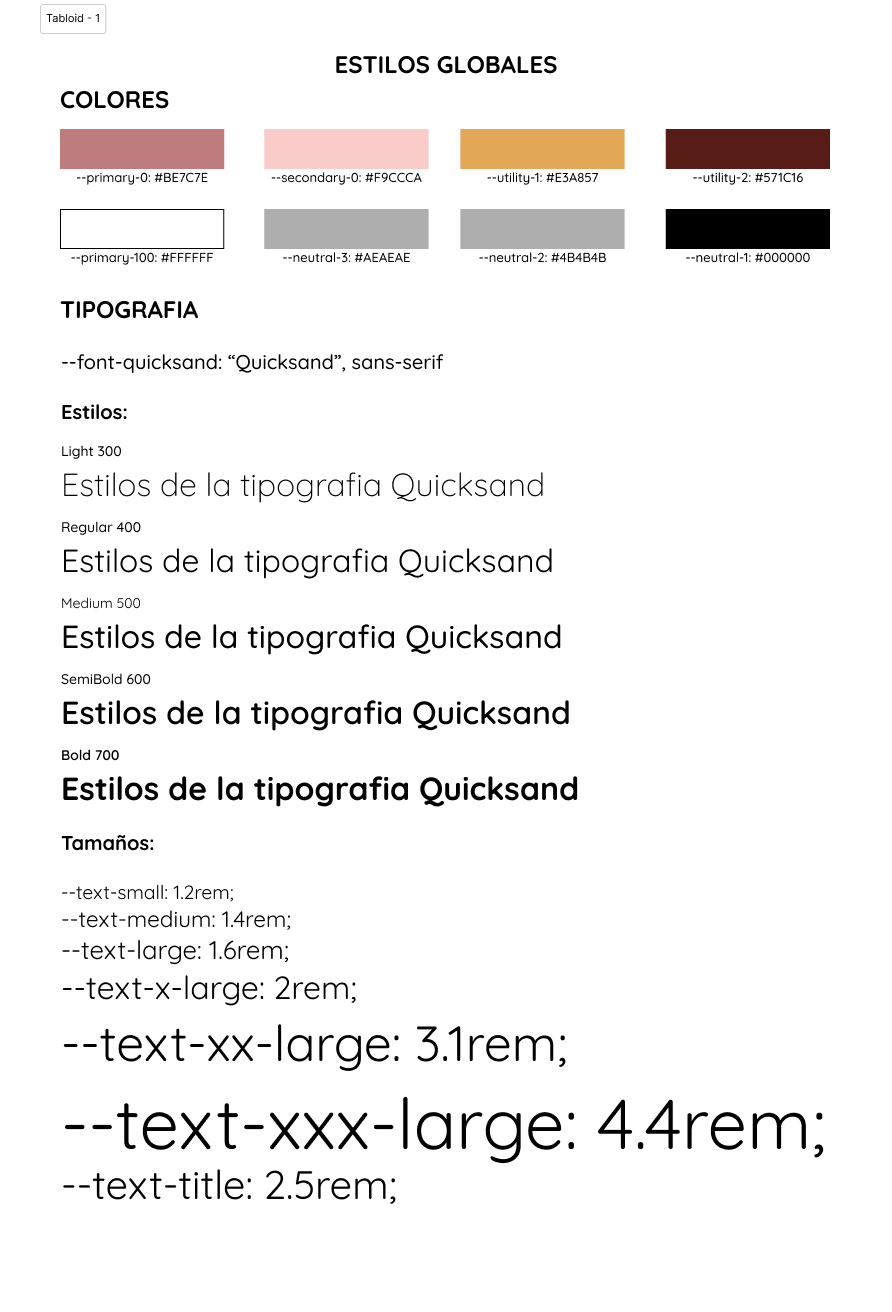 Tabloid - 1
ESTILOS GLOBALES
COLORES
--primary-0: #BE7C7E
--secondary-0: #F9CCCA
--utility-1: #E3A857
--utility-2: #571C16
--primary-100: #FFFFFF
--neutral-3: #AEAEAE
--neutral-2: #4B4B4B
--neutral-1: #000000
TIPOGRAFIA
--font-quicksand: “Quicksand”, sans-serif
Estilos:
Light 300
Estilos de la tipografia Quicksand
Regular 400
Estilos de la tipografia Quicksand
Medium 500
Estilos de la tipografia Quicksand
SemiBold 600
Estilos de la tipografia Quicksand
Bold 700
Estilos de la tipografia Quicksand
Tamaños:
--text-small: 1.2rem;
--text-medium: 1.4rem;
--text-large: 1.6rem;
--text-x-large: 2rem;
--text-xx-large: 3.1rem;
--text-xxx-large: 4.4rem;
--text-title: 2.5rem;